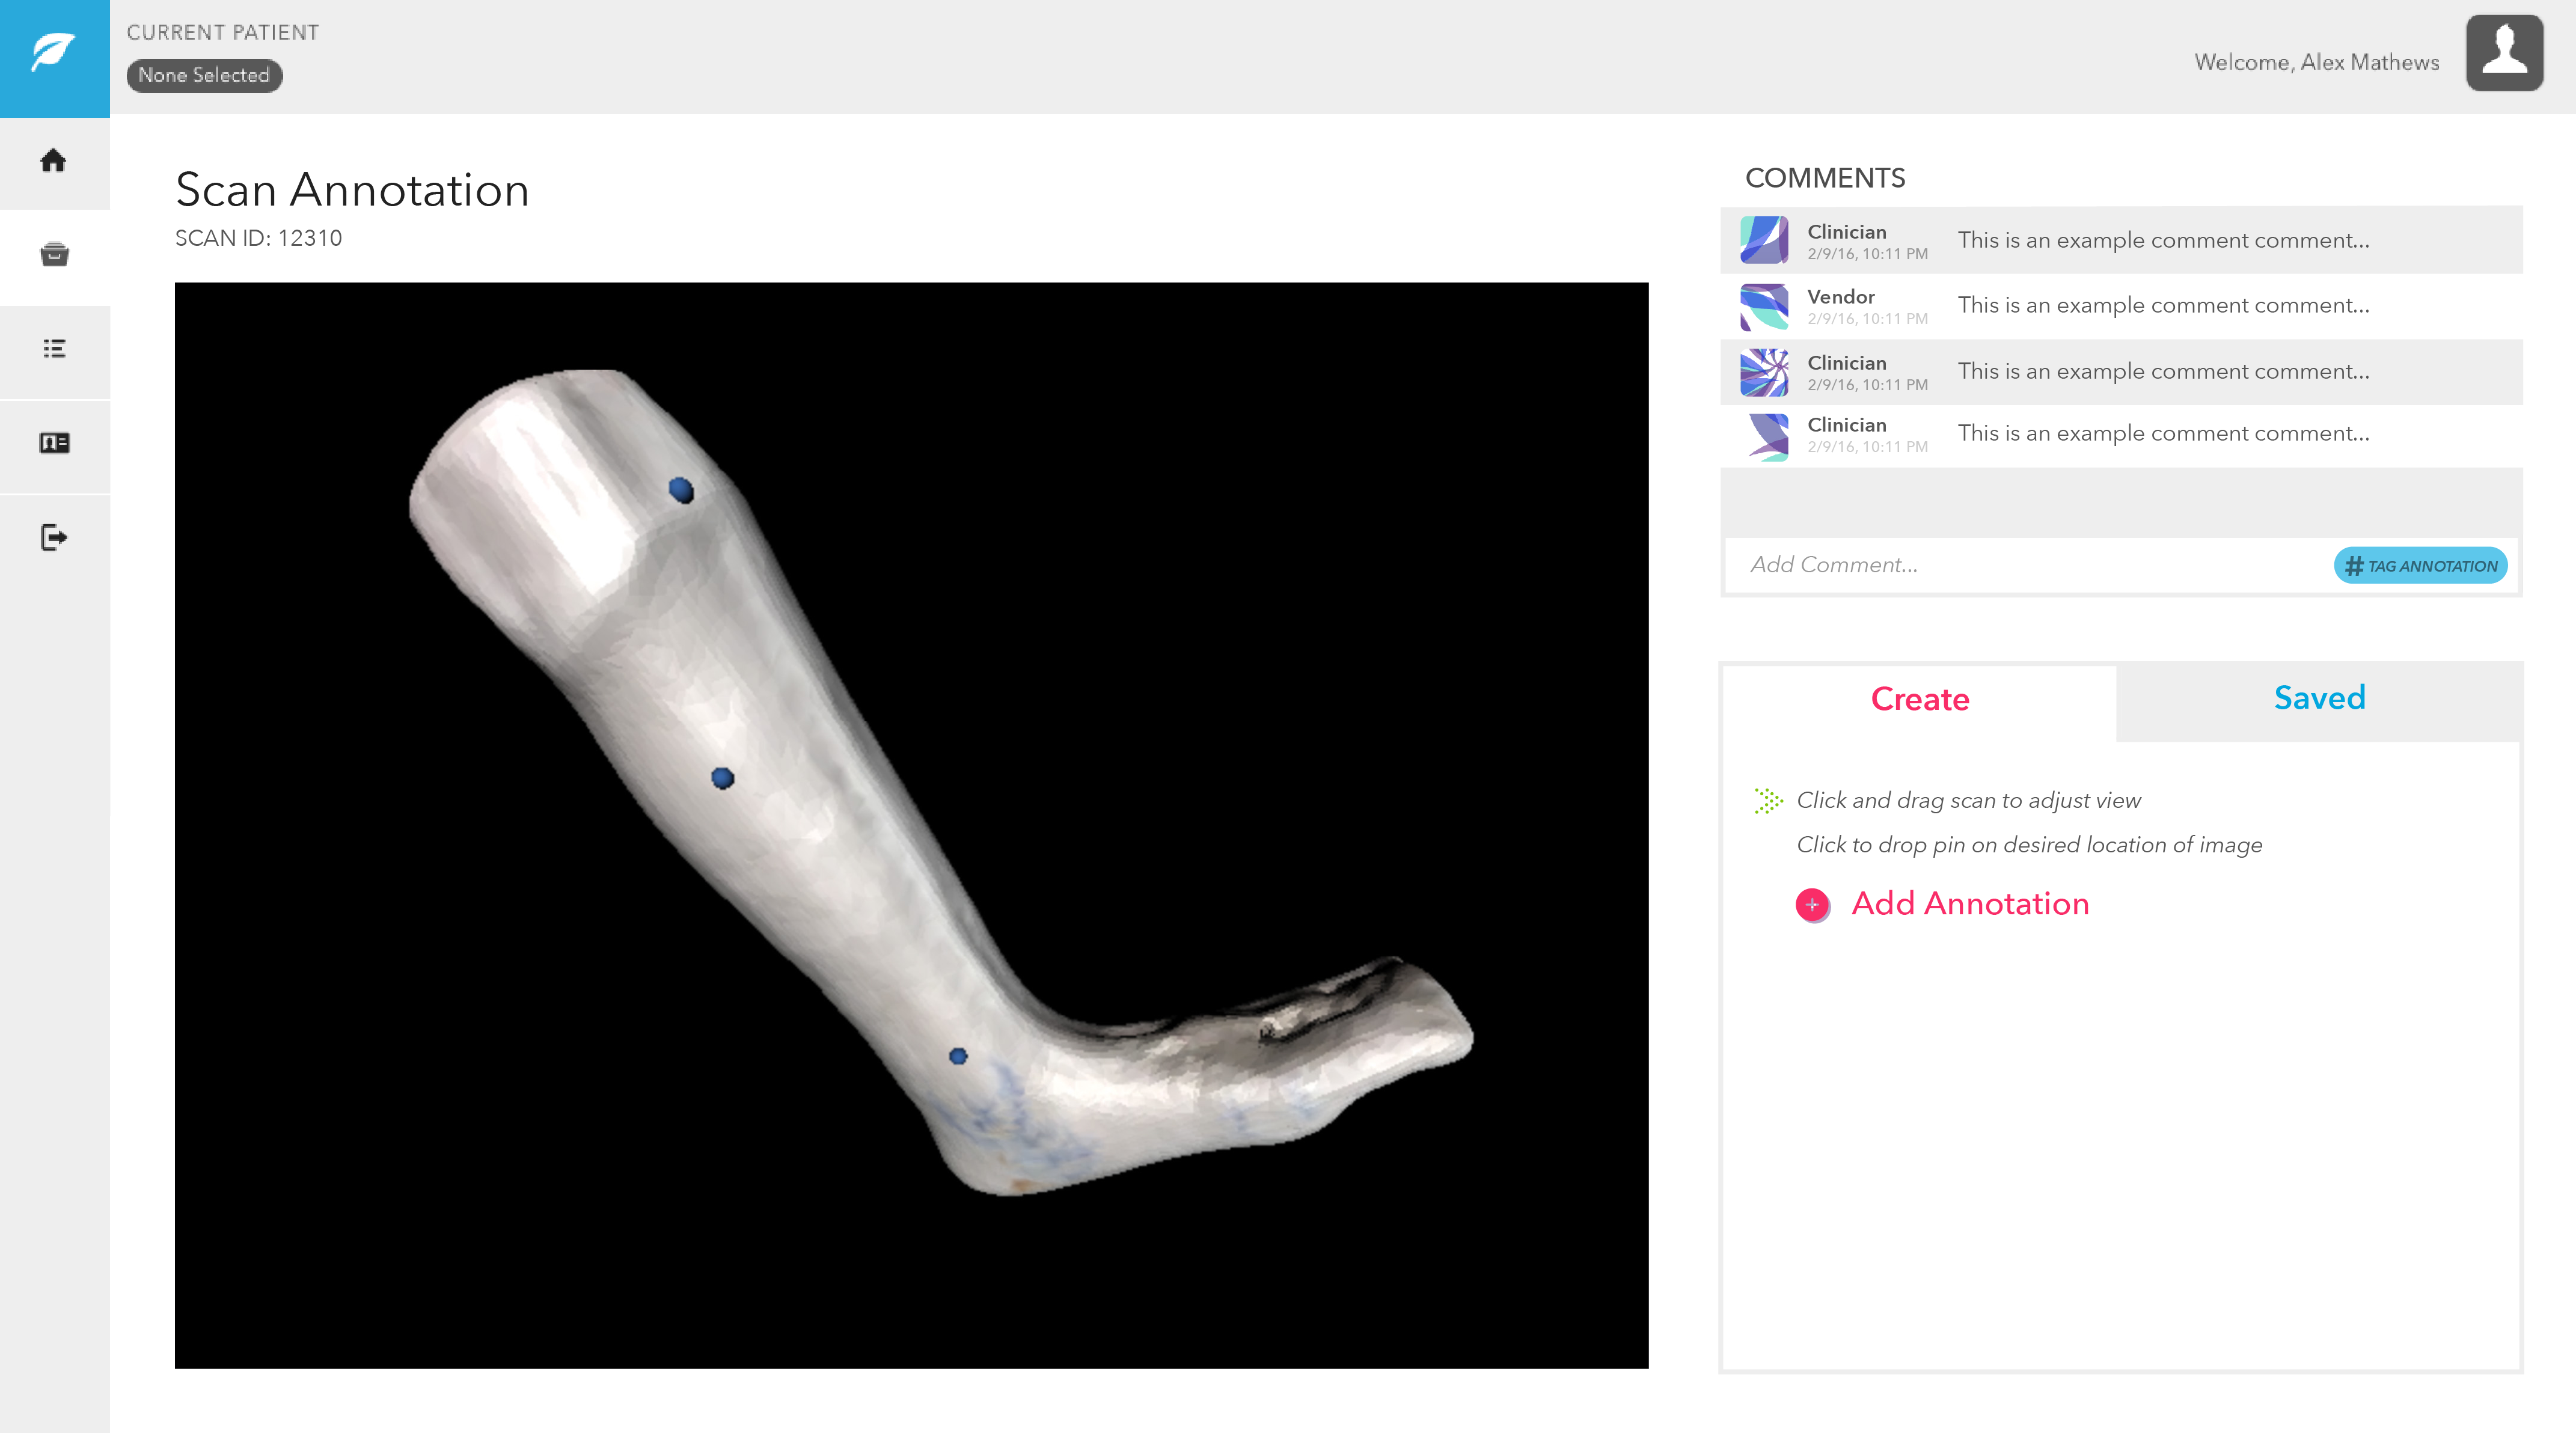 CURRENT PATIENT
None Selected
Welcome, Alex Mathews
Scan Annotation
SCAN ID: 12310
COMMENTS
Clinician
2/9/16, 10:11 PM
This is an example comment comment...
Vendor
2/9/16, 10:11 PM
This is an example comment comment...
Clinician
2/9/16, 10:11 PM
This is an example comment comment...
Clinician
2/9/16, 10:11 PM
This is an example comment comment...
Add Comment...
# TAG ANNOTATION
Create
Saved
Click and drag scan to adjust view
Click to drop pin on desired location of image
+ Add Annotation